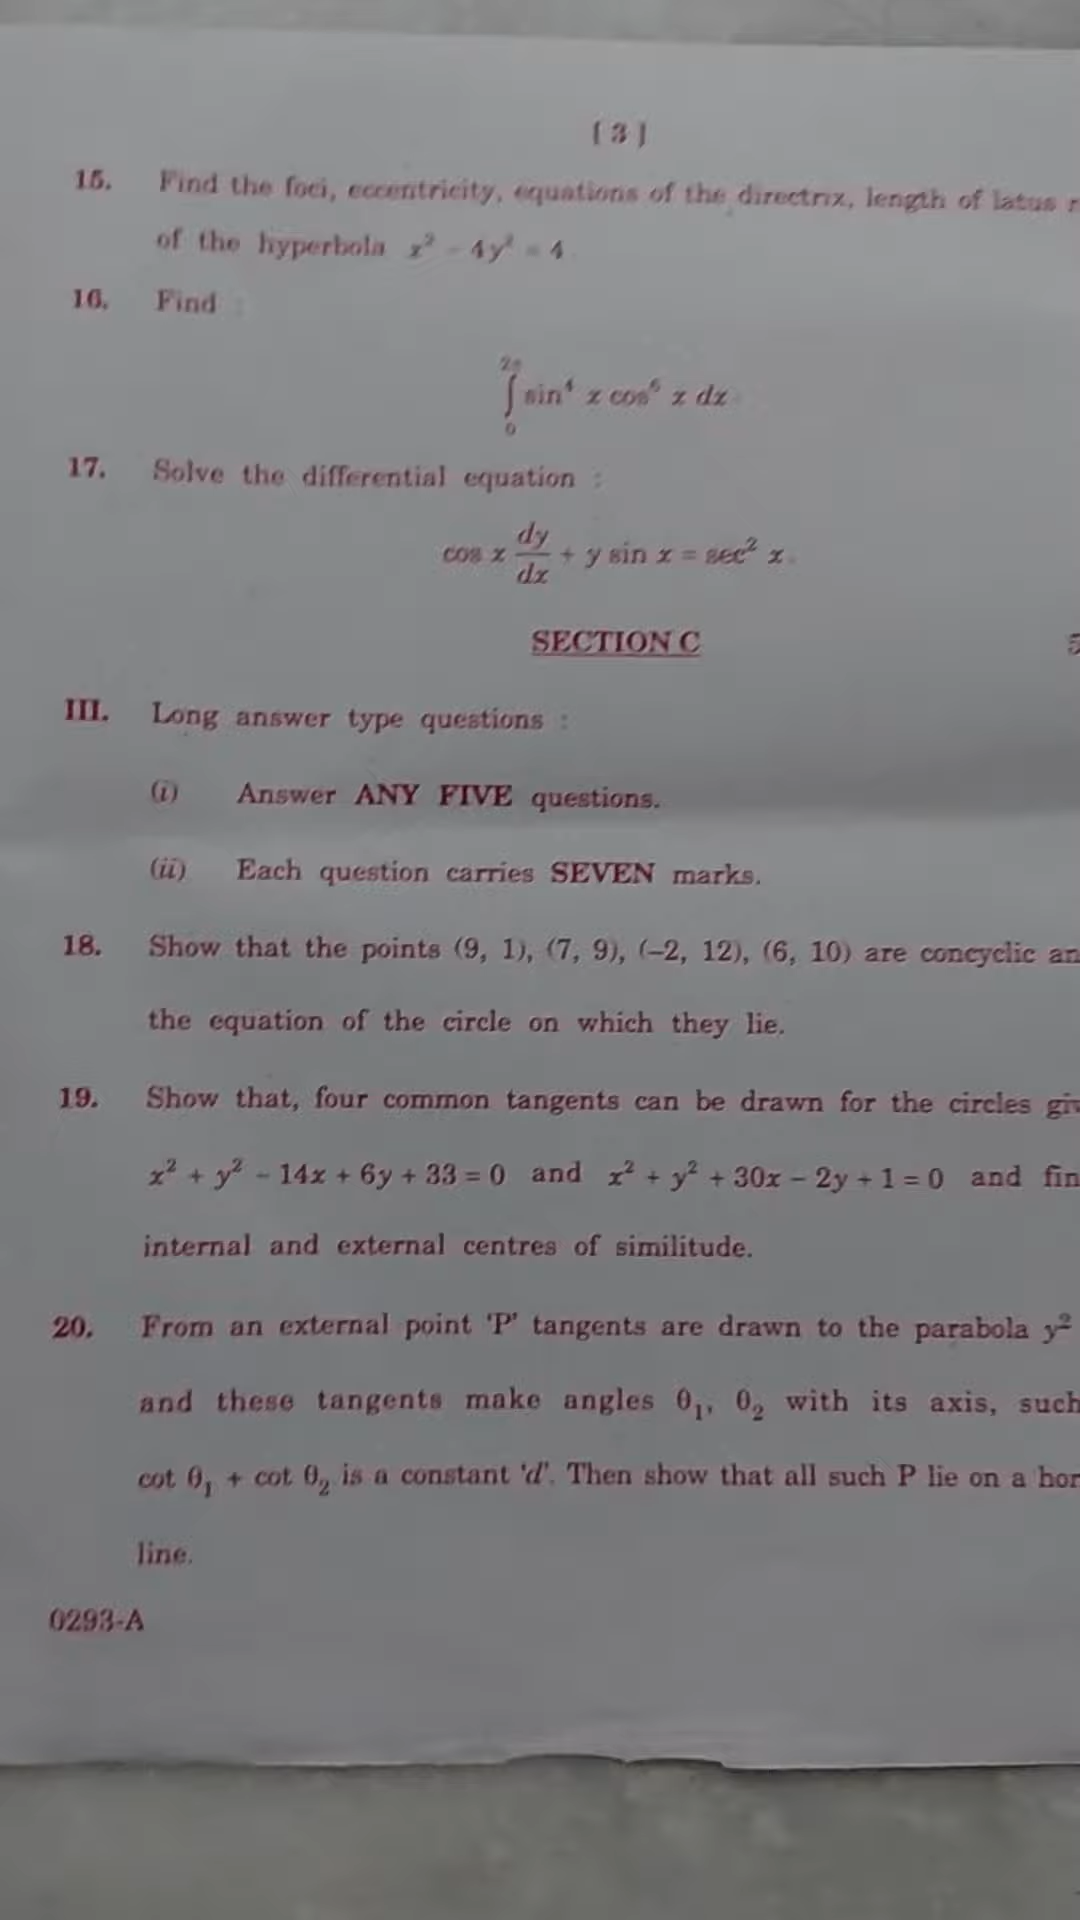 [ 3 ]
15. Find the foci, eccentricity, equations of the directrix, length of latus
of the hyperbola x² – 4y² = 4.
16. Find :
∫₀^2π sin⁴ x cos⁶ x dx.
17. Solve the differential equation :
cos x dy/dx + y sin x = sec² x.
SECTION C
III. Long answer type questions :
(i) Answer ANY FIVE questions.
(ii) Each question carries SEVEN marks.
18. Show that the points (9, 1), (7, 9), (–2, 12), (6, 10) are concyclic an
the equation of the circle on which they lie.
19. Show that, four common tangents can be drawn for the circles giv
x² + y² – 14x + 6y + 33 = 0 and x² + y² + 30x – 2y + 1 = 0 and fin
internal and external centres of similitude.
20. From an external point 'P' tangents are drawn to the parabola y²
and these tangents make angles θ₁, θ₂ with its axis, such
cot θ₁ + cot θ₂ is a constant 'd'. Then show that all such P lie on a hor
line.
0293-A